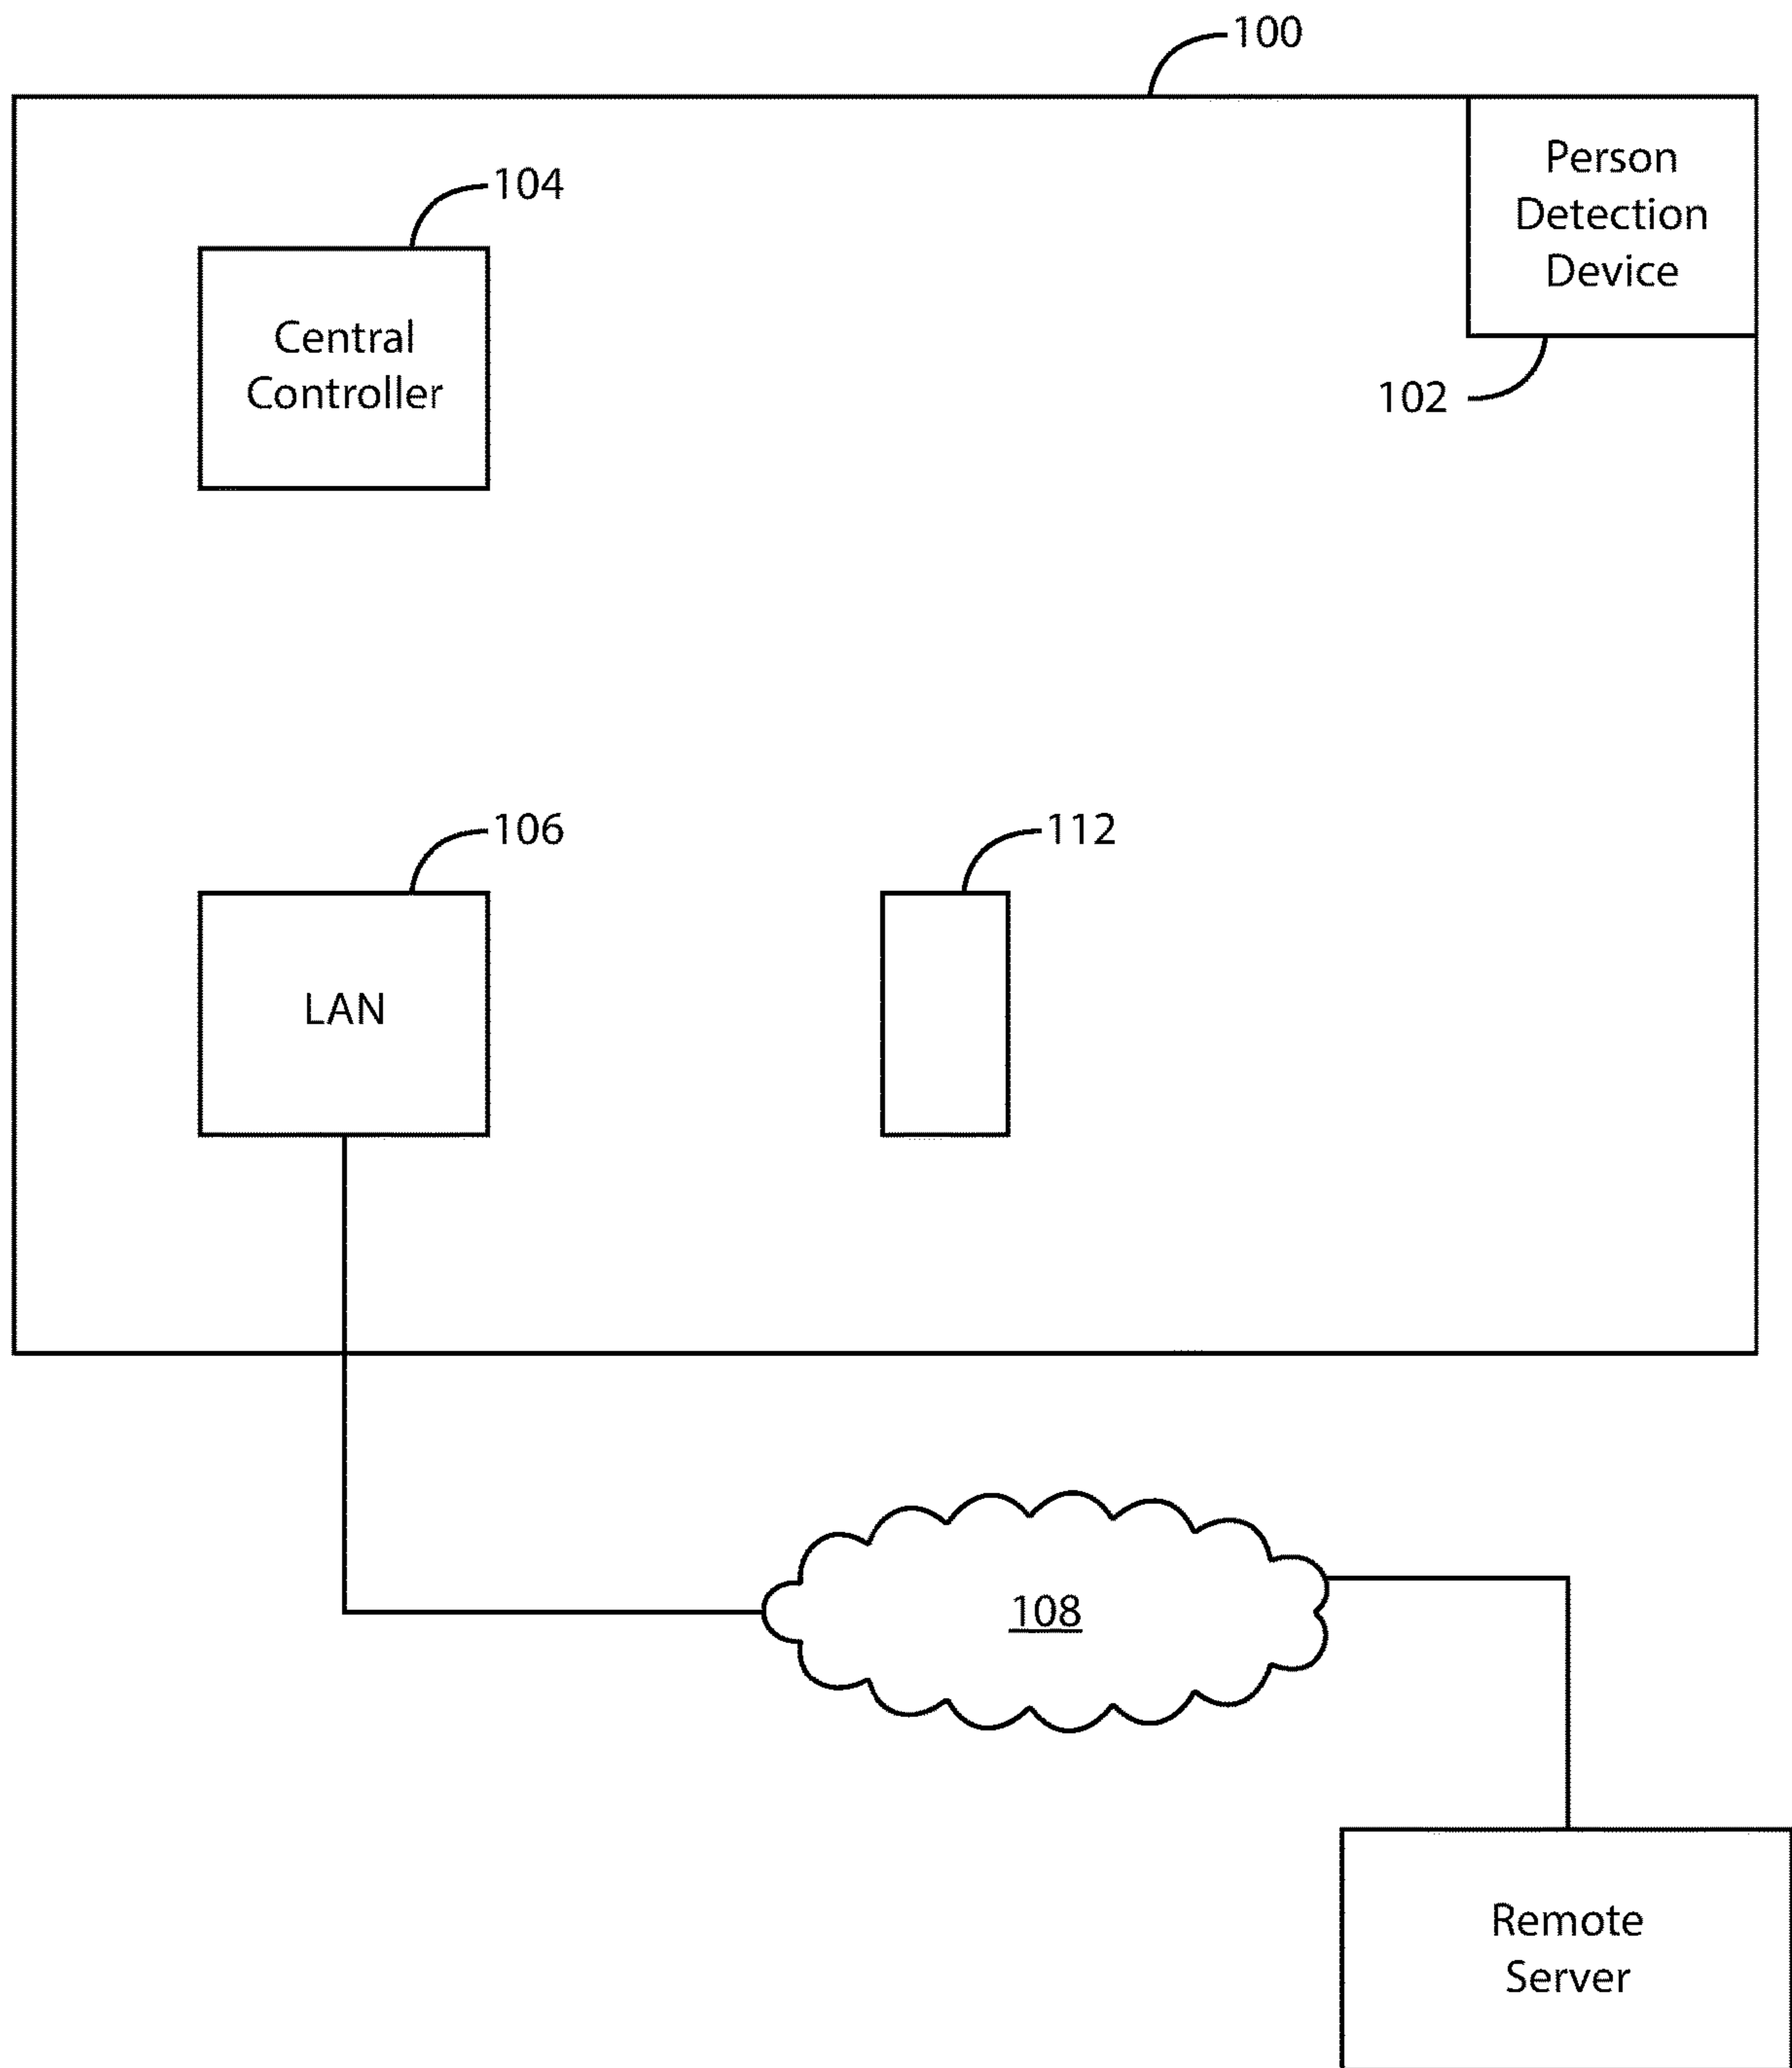 100
Person
Detection
Device
104
Central
Controller
102
106
112
LAN
108
Remote
Server